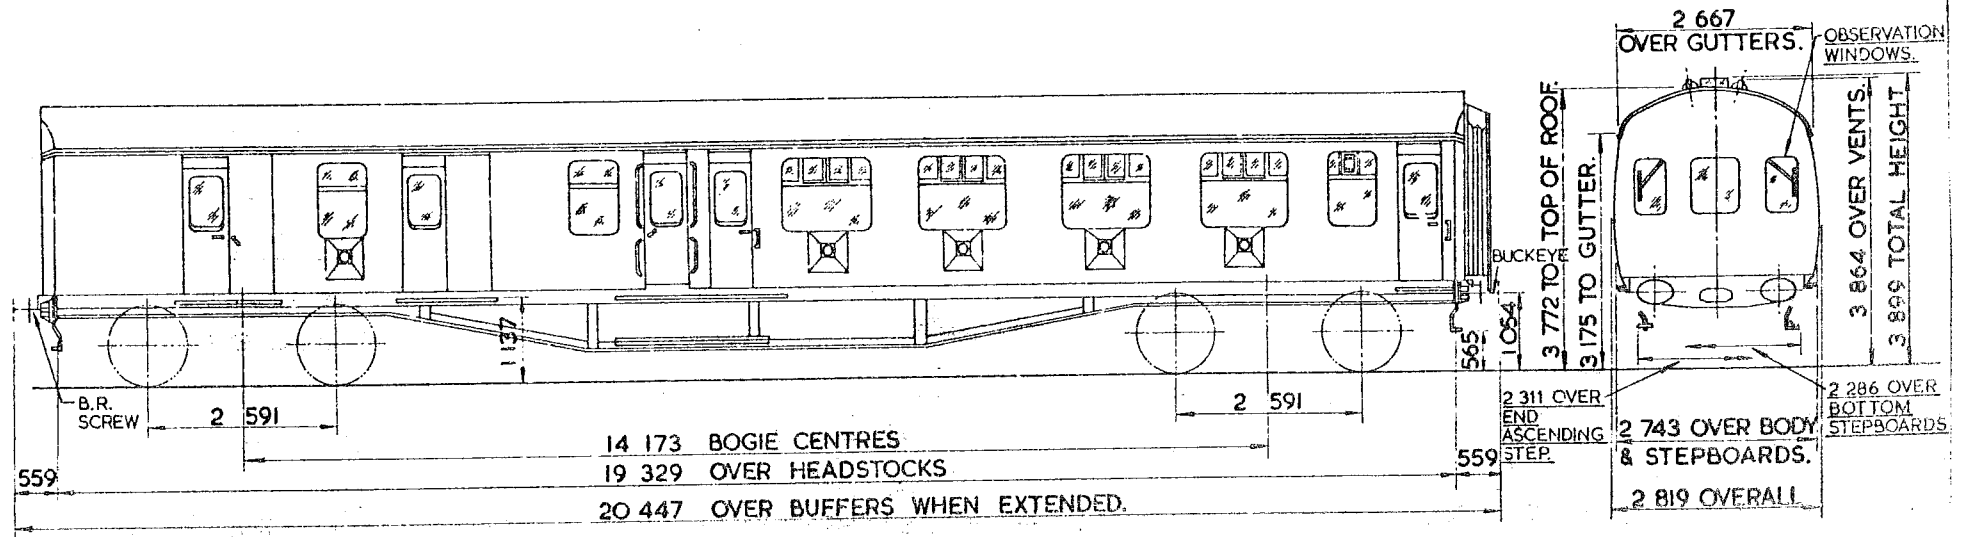 2 667
OVER GUTTERS.
OBSERVATION
WINDOWS.
3 772 TO TOP OF ROOF.
3 175 TO GUTTER.
3 864 OVER VENTS.
3 899 TOTAL HEIGHT
BUCKEYE
1 137
565
1 054
B.R.
SCREW
2 591
2 591
2 311 OVER
END
ASCENDING
STEP.
2 286 OVER
BOTTOM
STEPBOARDS
14 173 BOGIE CENTRES
2 743 OVER BODY
& STEPBOARDS.
559
19 329 OVER HEADSTOCKS
559
20 447 OVER BUFFERS WHEN EXTENDED.
2 819 OVERALL